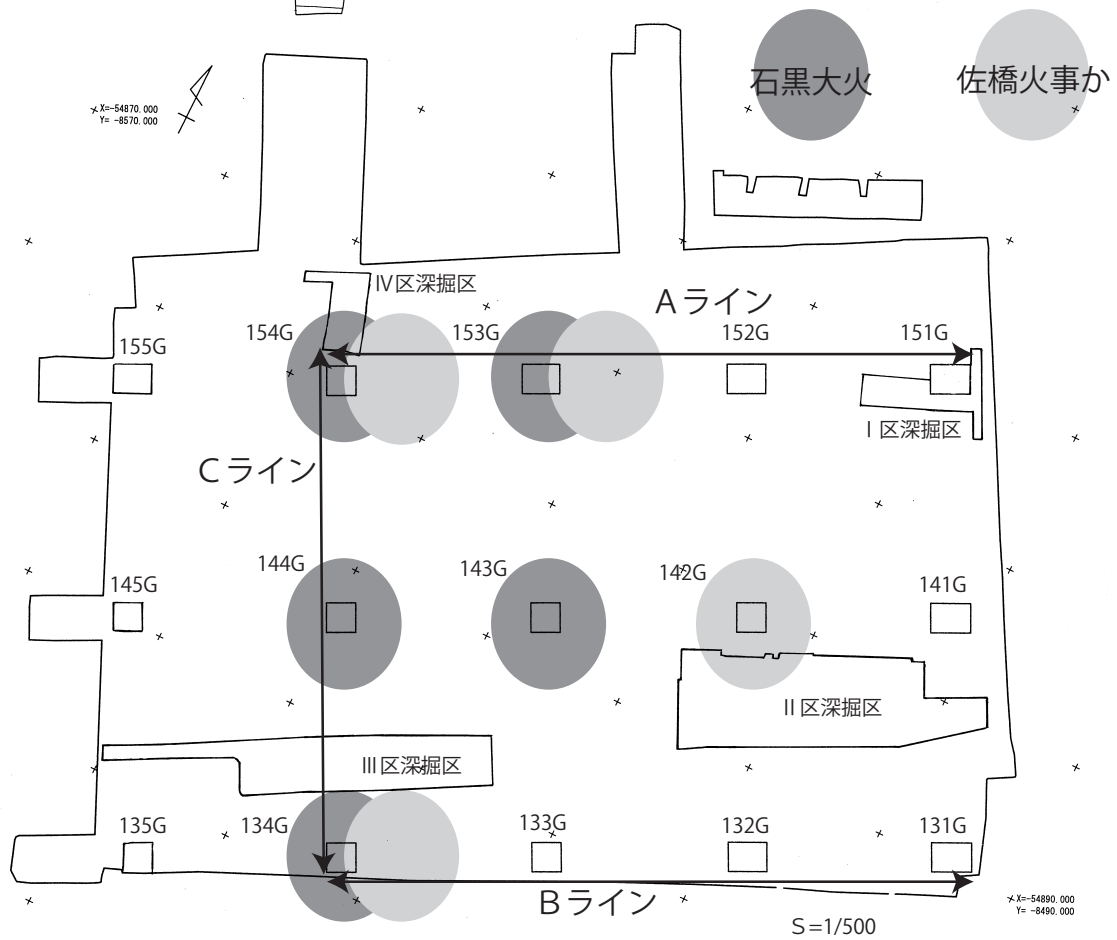 石黒大火
佐橋火事か
X=-54870.000
Y= -8570.000
Ⅳ区深掘区
Aライン
154G
153G
152G
151G
155G
Ⅰ区深掘区
Cライン
144G
143G
142G
145G
141G
Ⅱ区深掘区
Ⅲ区深掘区
135G
134G
133G
132G
131G
Bライン
X=-54890.000
Y= -8490.000
S=1/500